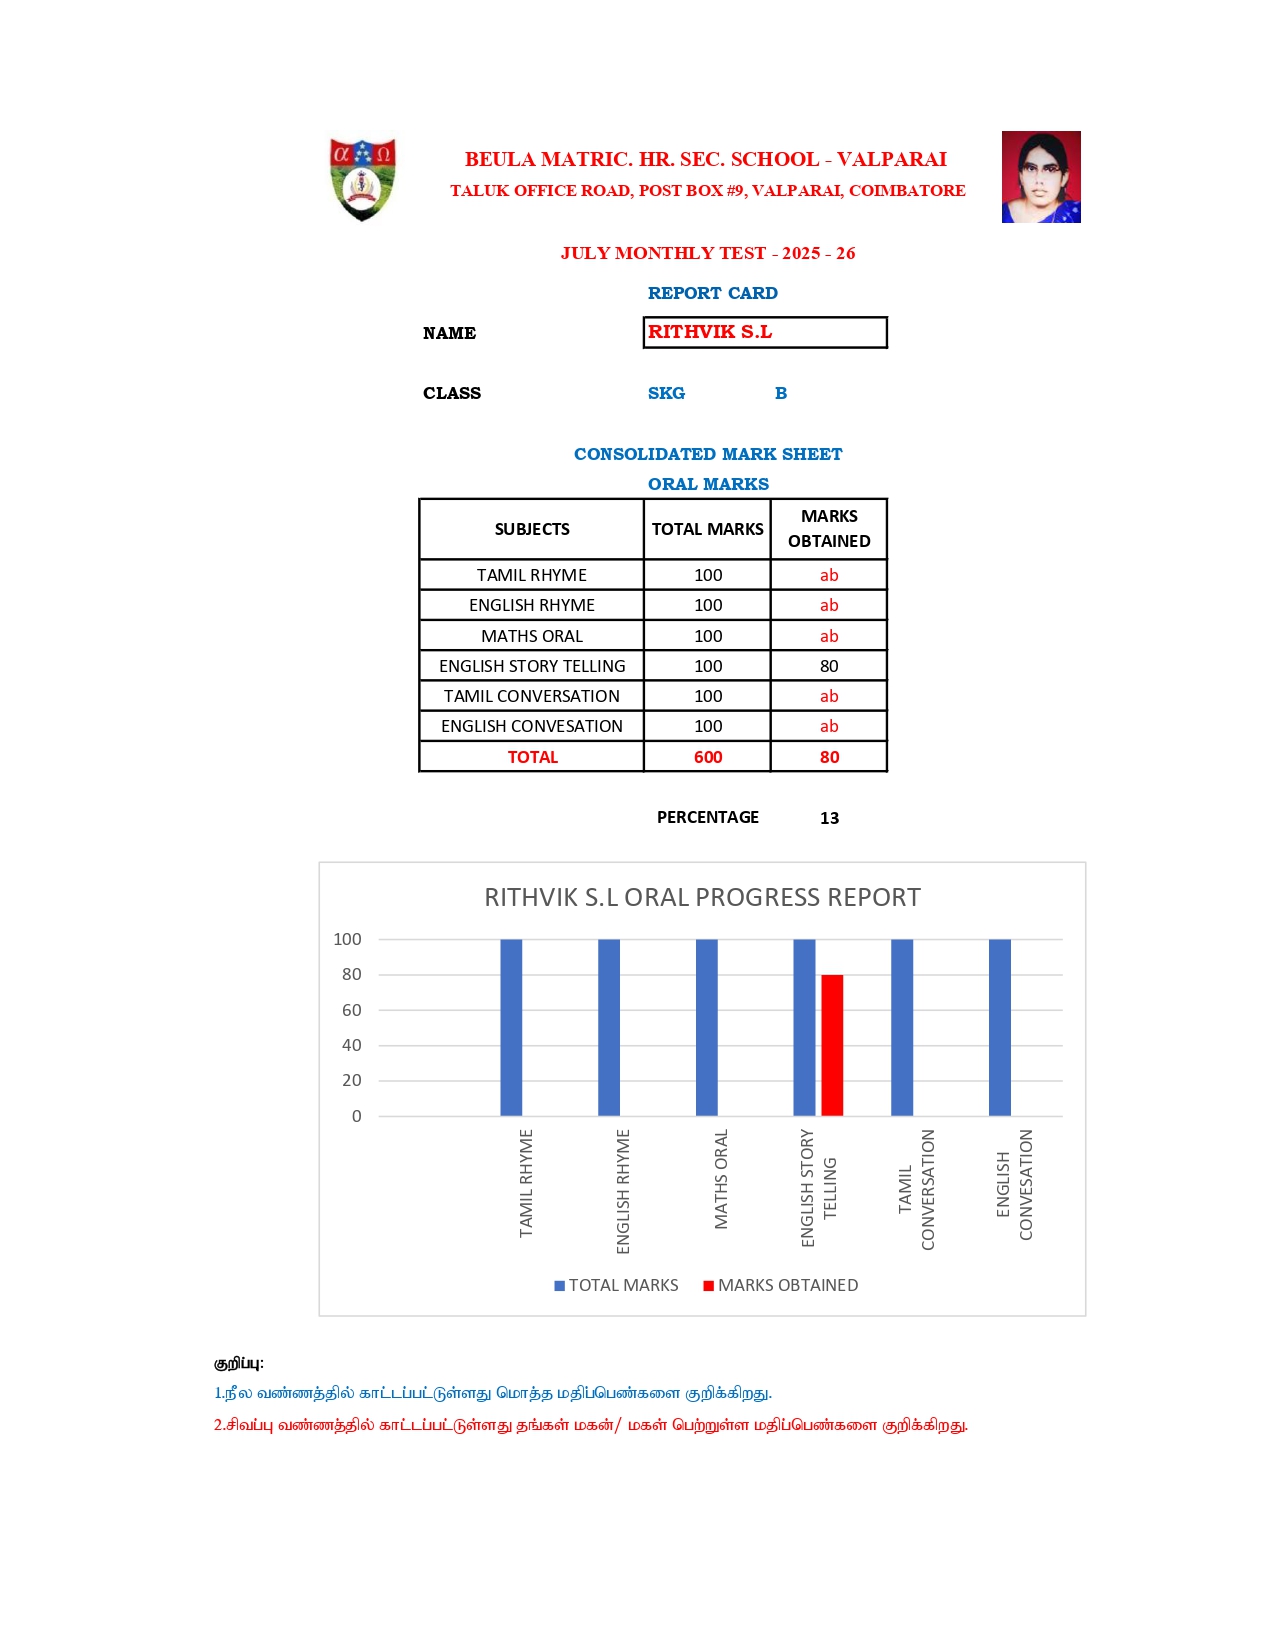 α Ω
BEULA MATRIC. HR. SEC. SCHOOL - VALPARAI
TALUK OFFICE ROAD, POST BOX #9, VALPARAI, COIMBATORE
JULY MONTHLY TEST - 2025 - 26
REPORT CARD
NAME RITHVIK S.L
CLASS SKG B
CONSOLIDATED MARK SHEET
ORAL MARKS
SUBJECTS TOTAL MARKS MARKS OBTAINED
TAMIL RHYME 100 ab
ENGLISH RHYME 100 ab
MATHS ORAL 100 ab
ENGLISH STORY TELLING 100 80
TAMIL CONVERSATION 100 ab
ENGLISH CONVESATION 100 ab
TOTAL 600 80
PERCENTAGE 13
RITHVIK S.L ORAL PROGRESS REPORT
100
80
60
40
20
0
TAMIL RHYME
ENGLISH RHYME
MATHS ORAL
ENGLISH STORY
TELLING
TAMIL
CONVERSATION
ENGLISH
CONVESATION
TOTAL MARKS MARKS OBTAINED
குறிப்பு:
1.நீல வண்ணத்தில் காட்டப்பட்டுள்ளது மொத்த மதிப்பெண்களை குறிக்கிறது.
2.சிவப்பு வண்ணத்தில் காட்டப்பட்டுள்ளது தங்கள் மகன்/ மகள் பெற்றுள்ள மதிப்பெண்களை குறிக்கிறது.